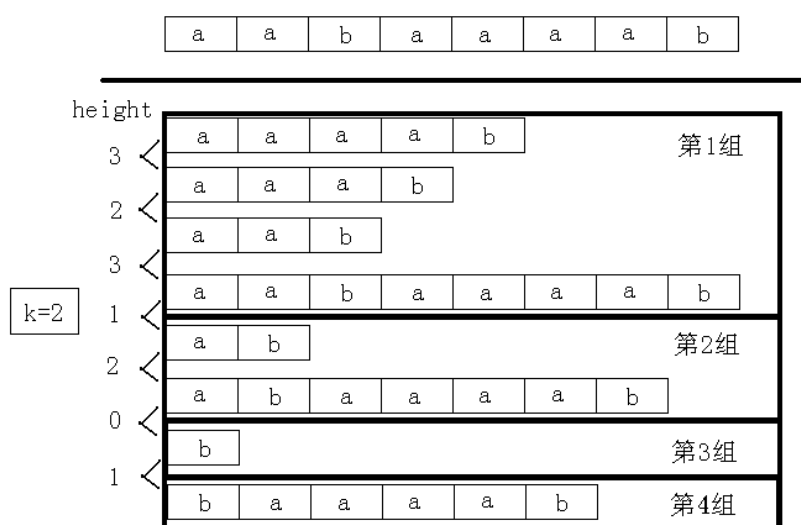 a a b a a a a b
height
a a a a b 第1组
3
a a a b
2
a a b
3
a a b a a a a b
k=2
1
a b 第2组
2
a b a a a a b
0
b 第3组
1
b a a a a b 第4组